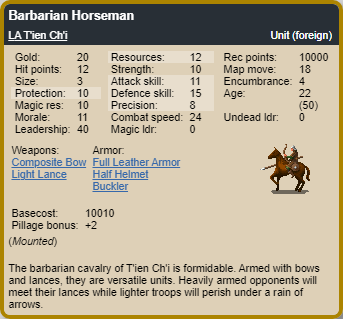 Barbarian Horseman
LA T'ien Ch'i Unit (foreign)
Gold: 20 Resources: 12 Rec points: 10000
Hit points: 12 Strength: 10 Map move: 18
Size: 3 Attack skill: 11 Encumbrance: 4
Protection: 10 Defence skill: 15 Age: 22
Magic res: 10 Precision: 8 (50)
Morale: 11 Combat speed: 24 Undead ldr: 0
Leadership: 40 Magic ldr: 0
Weapons: Armor:
Composite Bow Full Leather Armor
Light Lance Half Helmet
Buckler
Basecost: 10010
Pillage bonus: +2
(Mounted)
The barbarian cavalry of T'ien Ch'i is formidable. Armed with bows
and lances, they are versatile units. Heavily armed opponents will
meet their lances while lighter troops will perish under a rain of
arrows.